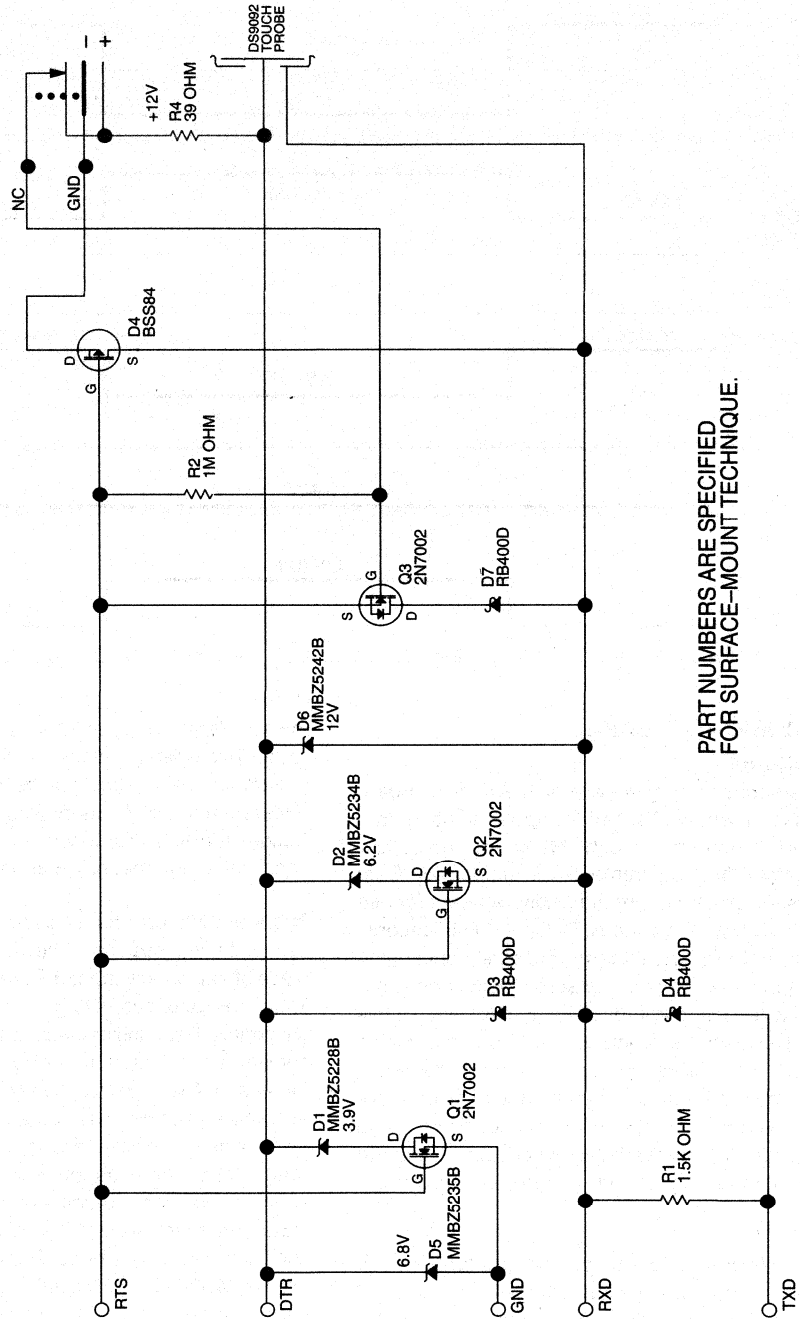 NC
GND
−
+
+12V
R4
39 OHM
DS9092
TOUCH
PROBE
D
G
S
D4
BSS84
R2
1M OHM
S
G
D
Q3
2N7002
D7
RB400D
D6
MMBZ5242B
12V
D2
MMBZ5234B
6.2V
D
G
S
Q2
2N7002
D3
RB400D
D4
RB400D
D1
MMBZ5228B
3.9V
D
G
S
Q1
2N7002
6.8V
D5
MMBZ5235B
R1
1.5K OHM
RTS
DTR
GND
RXD
TXD
PART NUMBERS ARE SPECIFIED
FOR SURFACE–MOUNT TECHNIQUE.